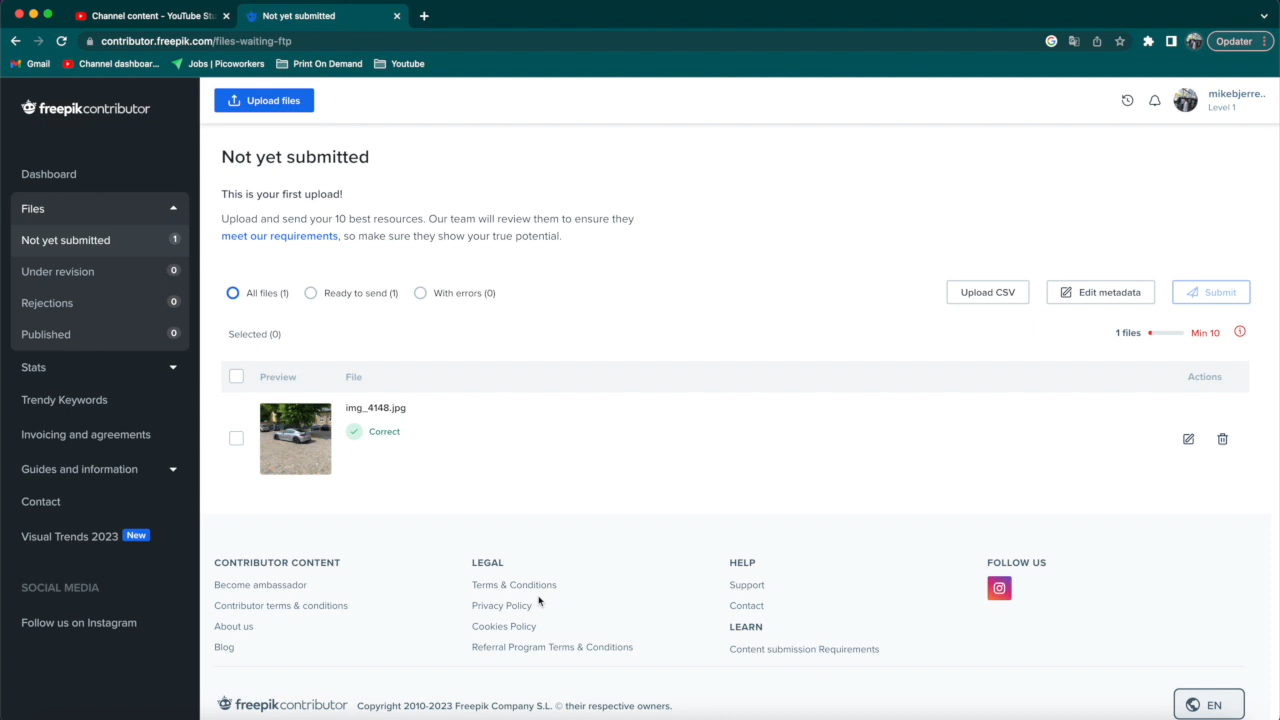 Channel content - YouTube Stu
Not yet submitted
contributor.freepik.com/files-waiting-ftp
Opdater
Gmail
Channel dashboar...
Jobs | Picoworkers
Print On Demand
Youtube
freepikcontributor
Upload files
mikebjerre..
Level 1
Dashboard
Files
Not yet submitted 1
Under revision 0
Rejections 0
Published 0
Stats
Trendy Keywords
Invoicing and agreements
Guides and information
Contact
Visual Trends 2023 New
SOCIAL MEDIA
Follow us on Instagram
Not yet submitted
This is your first upload!
Upload and send your 10 best resources. Our team will review them to ensure they
meet our requirements, so make sure they show your true potential.
All files (1) Ready to send (1) With errors (0)
Upload CSV Edit metadata Submit
Selected (0)
1 files Min 10
Preview File Actions
img_4148.jpg
Correct
CONTRIBUTOR CONTENT
Become ambassador
Contributor terms & conditions
About us
Blog
LEGAL
Terms & Conditions
Privacy Policy
Cookies Policy
Referral Program Terms & Conditions
HELP
Support
Contact
LEARN
Content submission Requirements
FOLLOW US
freepikcontributor Copyright 2010-2023 Freepik Company S.L. © their respective owners.
EN